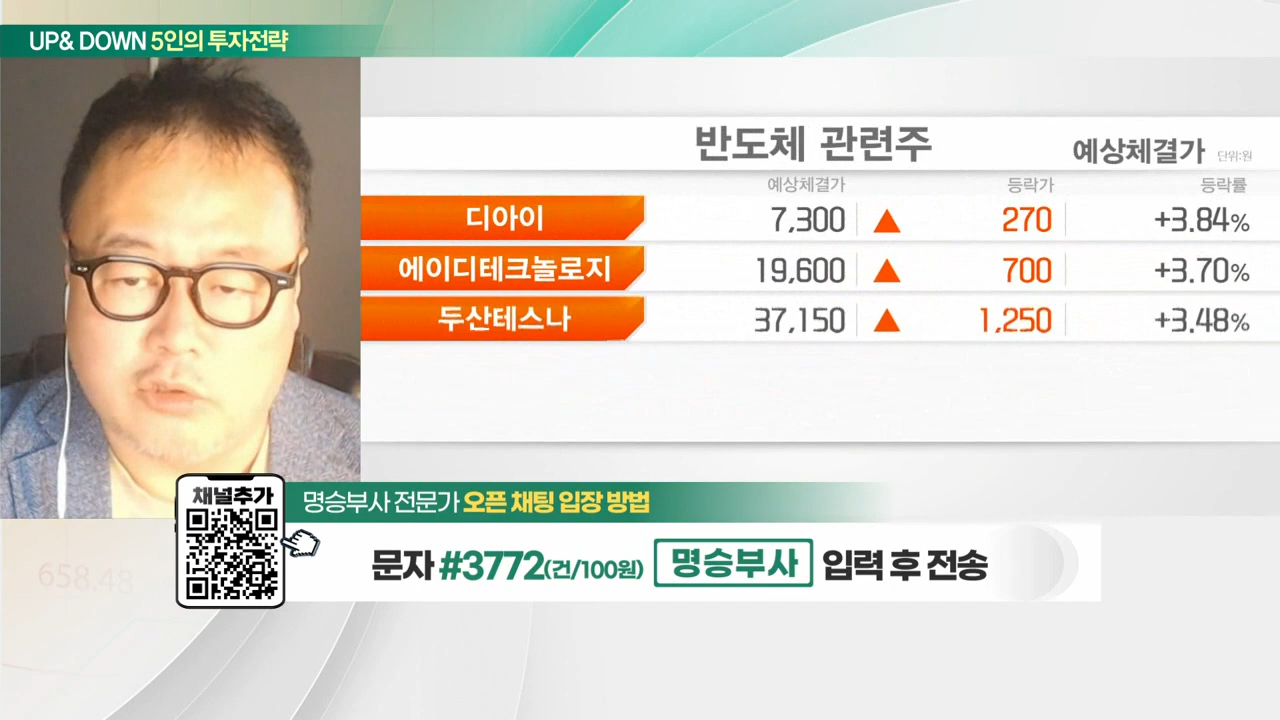 UP& DOWN 5인의 투자전략
반도체 관련주 예상체결가 단위:원
예상체결가 등락가 등락률
디아이 7,300 ▲ 270 +3.84%
에이디테크놀로지 19,600 ▲ 700 +3.70%
두산테스나 37,150 ▲ 1,250 +3.48%
채널추가
명승부사 전문가 오픈 채팅 입장 방법
문자 #3772(건/100원) 명승부사 입력 후 전송
658.48